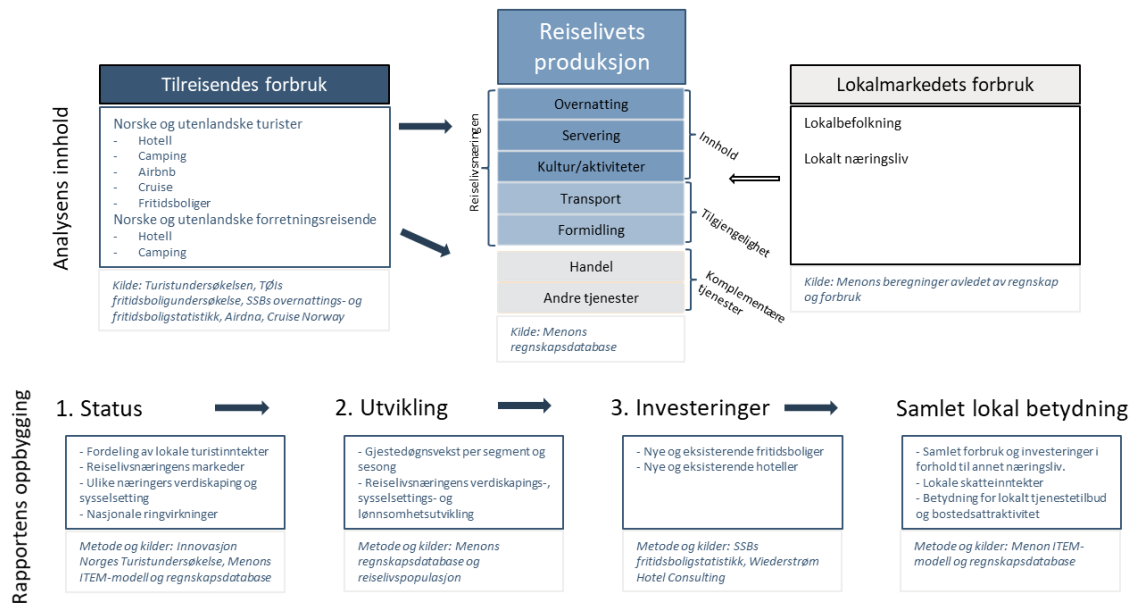 Analysens innhold
Tilreisendes forbruk
Norske og utenlandske turister
- Hotell
- Camping
- Airbnb
- Cruise
- Fritidsboliger
Norske og utenlandske forretningsreisende
- Hotell
- Camping
Kilde: Turistundersøkelsen, TØIs
fritidsboligundersøkelse, SSBs overnattings- og
fritidsboligstatistikk, Airdna, Cruise Norway
Reiselivets
produksjon
Reiselivsnæringen
Overnatting
Servering
Kultur/aktiviteter
Transport
Formidling
Handel
Andre tjenester
Innhold
Tilgjengelighet
Komplementære
tjenester
Kilde: Menons
regnskapsdatabase
Lokalmarkedets forbruk
Lokalbefolkning
Lokalt næringsliv
Kilde: Menons beregninger avledet av regnskap
og forbruk
Rapportens oppbygging
1. Status
- Fordeling av lokale turistinntekter
- Reiselivsnæringens markeder
- Ulike næringers verdiskaping og
sysselsetting
- Nasjonale ringvirkninger
Metode og kilder: Innovasjon
Norges Turistundersøkelse, Menons
ITEM-modell og regnskapsdatabase
2. Utvikling
- Gjestedøgnsvekst per segment og
sesong
- Reiselivsnæringens verdiskapings-,
sysselsettings- og
lønnsomhetsutvikling
Metode og kilder: Menons
regnskapsdatabase og
reiselivspopulasjon
3. Investeringer
- Nye og eksisterende fritidsboliger
- Nye og eksisterende hoteller
Metode og kilder: SSBs
fritidsboligstatistikk, Wiederstrøm
Hotel Consulting
Samlet lokal betydning
- Samlet forbruk og investeringer i
forhold til annet næringsliv.
- Lokale skatteinntekter
- Betydning for lokalt tjenestetilbud
og bostedsattraktivitet
Metode og kilder: Menon ITEM-
modell og regnskapsdatabase